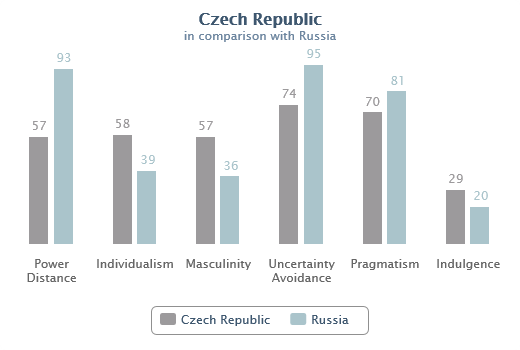 Czech Republic
in comparison with Russia
57 93 58 39 57 36 74 95 70 81 29 20
Power Distance
Individualism
Masculinity
Uncertainty Avoidance
Pragmatism
Indulgence
Czech Republic Russia